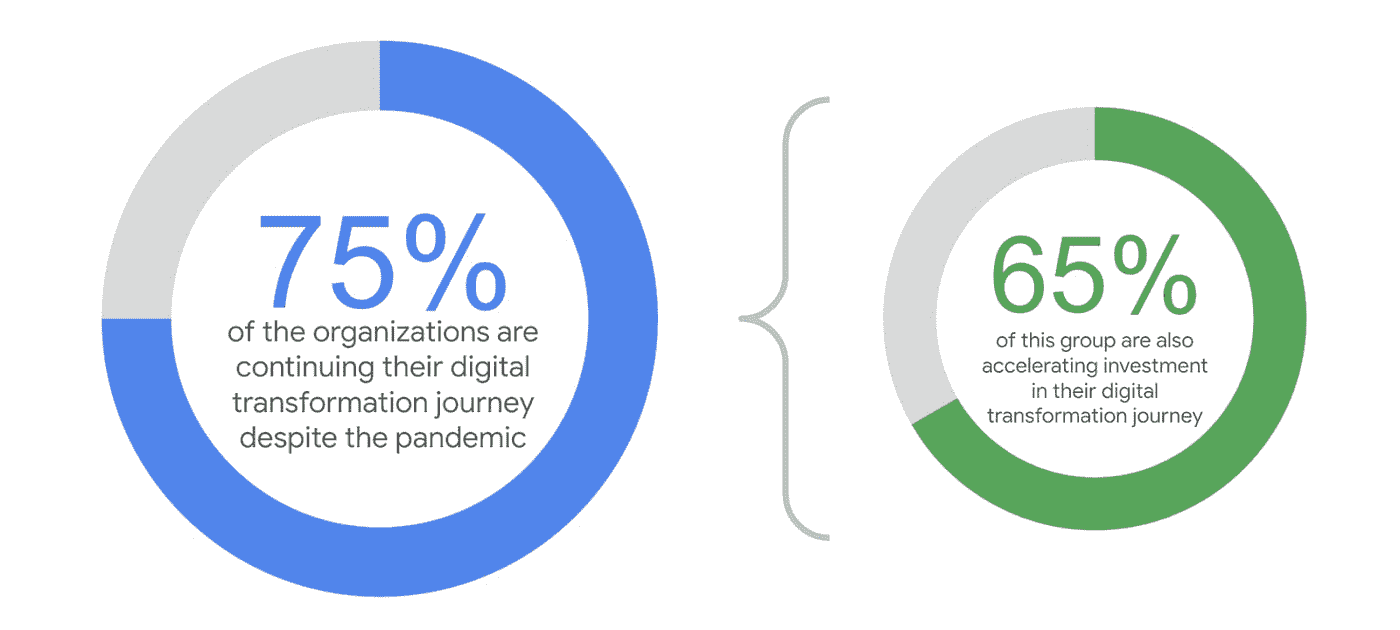 75%
of the organizations are
continuing their digital
transformation journey
despite the pandemic
65%
of this group are also
accelerating investment
in their digital
transformation journey